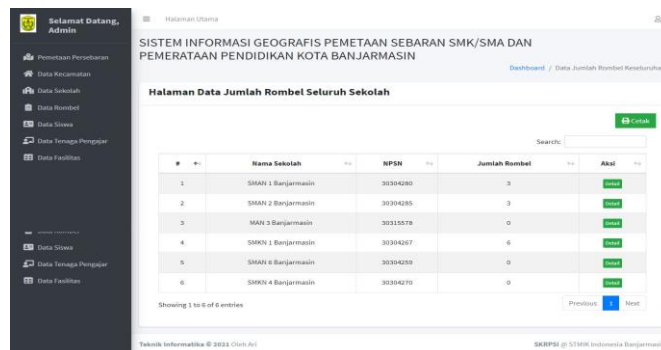 Selamat Datang,
Admin
Pemetaan Persebaran
Data Kecamatan
Data Sekolah
Data Rombel
Data Siswa
Data Tenaga Pengajar
Data Fasilitas
Data Siswa
Data Tenaga Pengajar
Data Fasilitas
Halaman Utama
SISTEM INFORMASI GEOGRAFIS PEMETAAN SEBARAN SMK/SMA DAN
PEMERATAAN PENDIDIKAN KOTA BANJARMASIN
Dashboard / Data Jumlah Rombel Keseluruha
Halaman Data Jumlah Rombel Seluruh Sekolah
Cetak
Search:
# Nama Sekolah NPSN Jumlah Rombel Aksi
1 SMAN 1 Banjarmasin 30304280 3 Detail
2 SMAN 2 Banjarmasin 30304285 3 Detail
3 MAN 3 Banjarmasin 30315578 0 Detail
4 SMKN 1 Banjarmasin 30304267 6 Detail
5 SMAN 6 Banjarmasin 30304259 0 Detail
6 SMKN 4 Banjarmasin 30304270 0 Detail
Showing 1 to 6 of 6 entries
Previous 1 Next
Teknik Informatika © 2021 Oleh Ari
SKRPSI @ STMIK Indonesia Banjarmasi